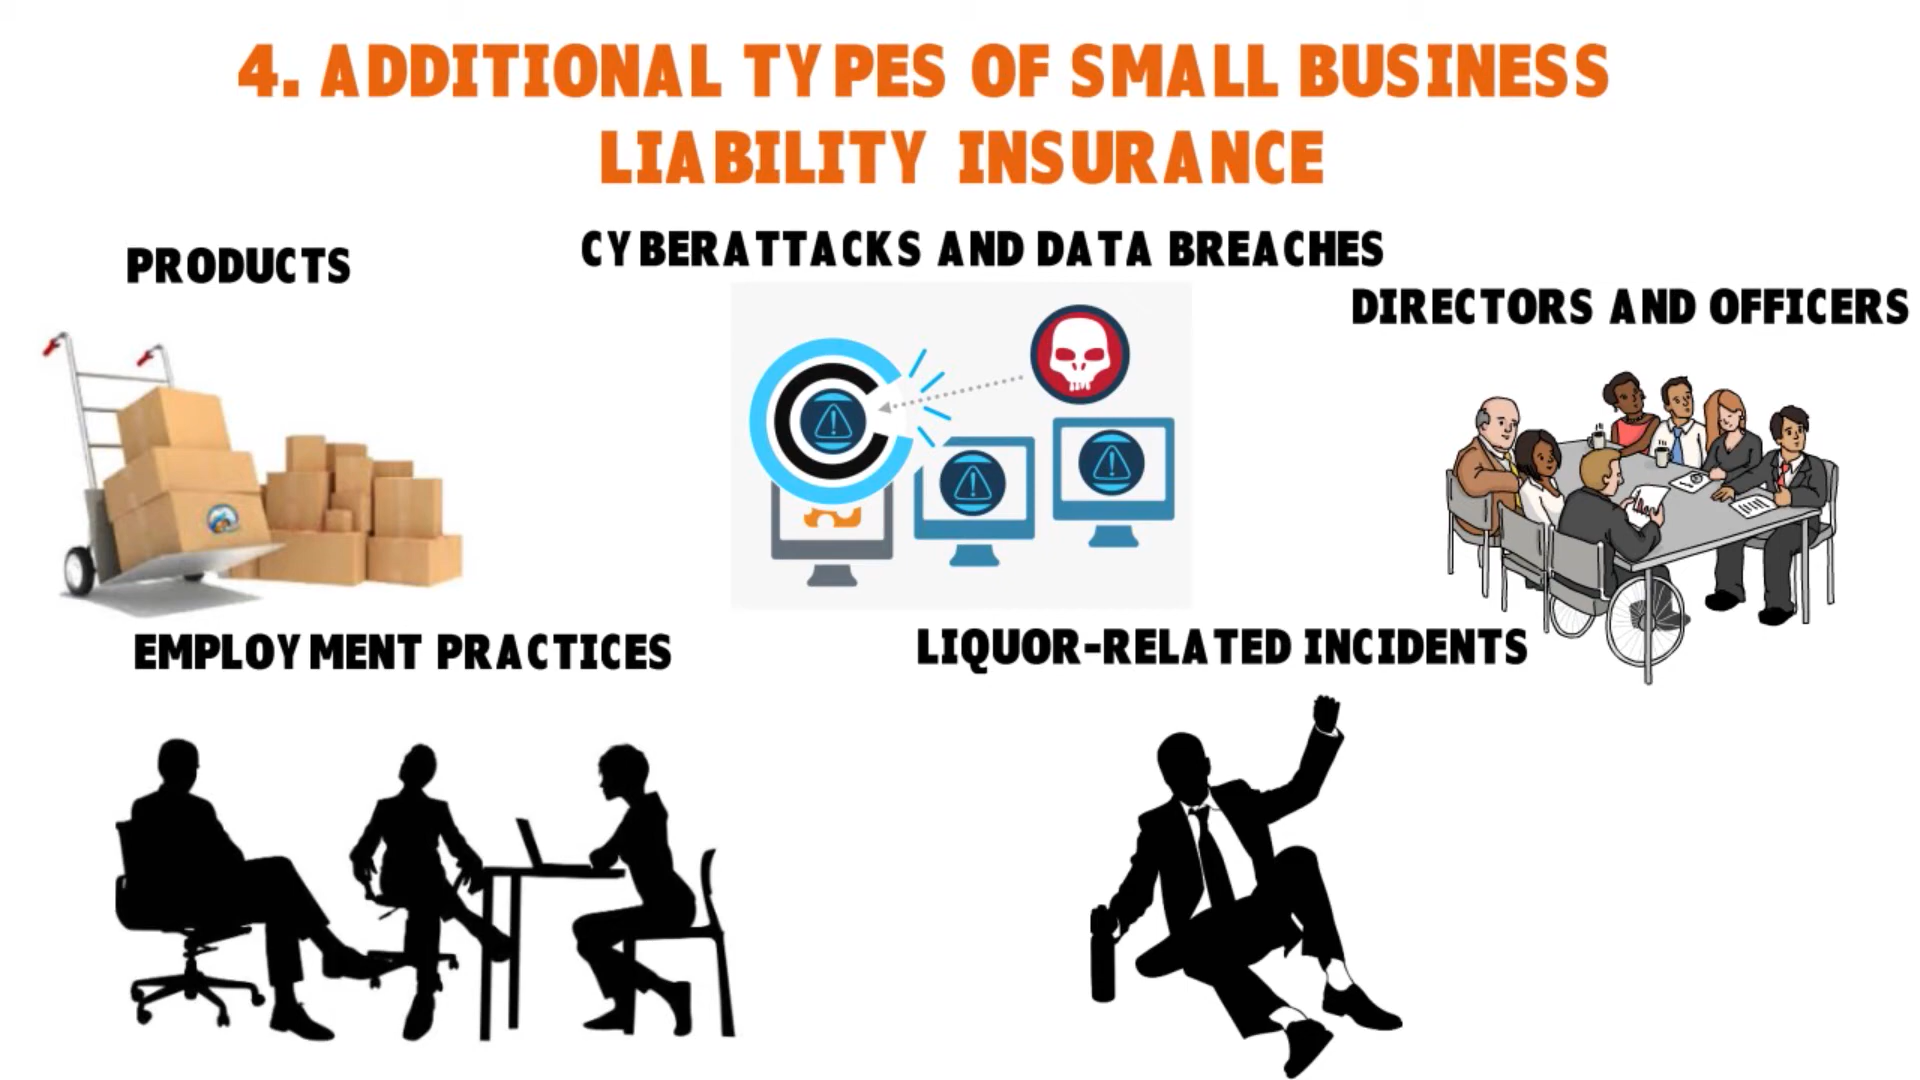 4. ADDITIONAL TYPES OF SMALL BUSINESS
LIABILITY INSURANCE
PRODUCTS
CYBERATTACKS AND DATA BREACHES
DIRECTORS AND OFFICERS
EMPLOYMENT PRACTICES
LIQUOR-RELATED INCIDENTS